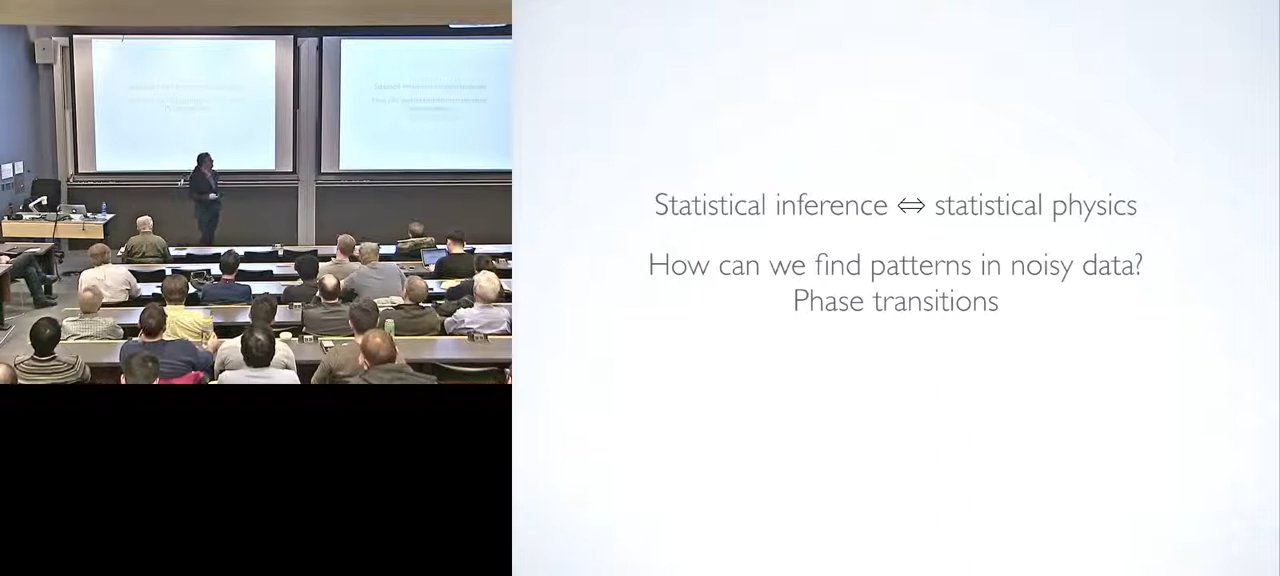 Statistical inference ⇔ statistical physics
How can we find patterns in noisy data?
Phase transitions